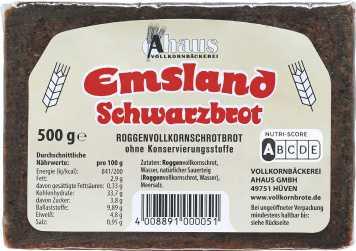 Ahaus
VOLLKORNBÄCKEREI
Emsland
Schwarzbrot
500 g e
ROGGENVOLLKORNSCHROTBROT
ohne Konservierungsstoffe
Durchschnittliche
Nährwerte: pro 100 g
Energie (kj/kcal): 841/200
Fett: 2,9 g
davon gesättigte Fettsäuren: 0,33 g
Kohlenhydrate: 33,7 g
davon Zucker: 3,8 g
Ballaststoffe: 9,89 g
Eiweiß: 4,8 g
Salz: 0,95 g
Zutaten: Roggenvollkornschrot,
Wasser, natürlicher Sauerteig
(Roggenvollkornschrot, Wasser),
Meersalz.
4 008891 000051
NUTRI-SCORE
A B C D E
VOLLKORNBÄCKEREI
AHAUS GMBH
49751 HÜVEN
www.vollkornbrote.de
Bei ungeöffneter Verpackung
mindestens haltbar bis:
siehe Rückseite